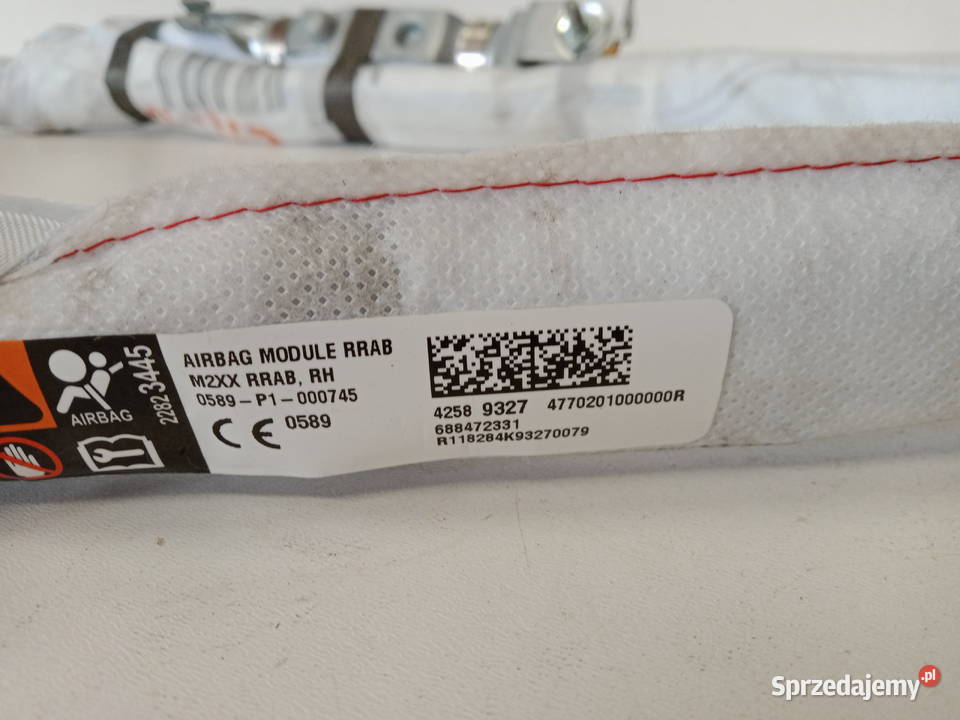 AIRBAG
2282 3445
AIRBAG MODULE RRAB
M2XX RRAB, RH
0589-P1-000745
CE 0589
4258 9327 4770201000000R
688472331
R118284K93270079
Sprzedajemy.pl